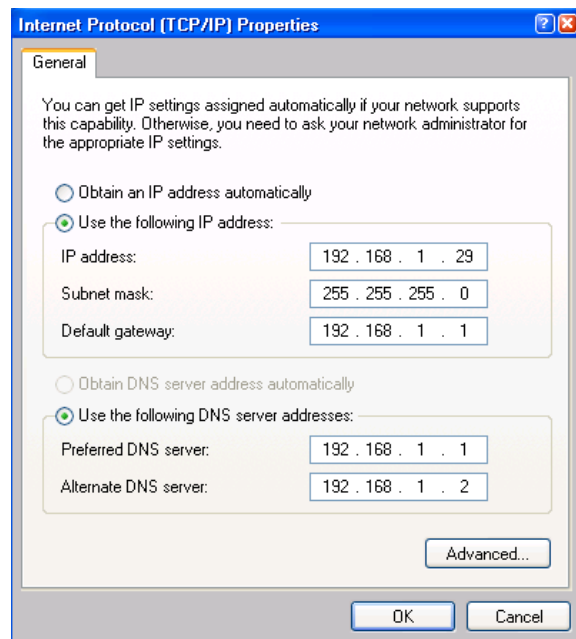 Internet Protocol (TCP/IP) Properties
General
You can get IP settings assigned automatically if your network supports
this capability. Otherwise, you need to ask your network administrator for
the appropriate IP settings.
Obtain an IP address automatically
Use the following IP address:
IP address: 192 . 168 . 1 . 29
Subnet mask: 255 . 255 . 255 . 0
Default gateway: 192 . 168 . 1 . 1
Obtain DNS server address automatically
Use the following DNS server addresses:
Preferred DNS server: 192 . 168 . 1 . 1
Alternate DNS server: 192 . 168 . 1 . 2
Advanced...
OK Cancel